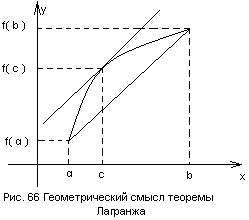 y
f(b)
f(c)
f(a)
a c b x
Рис. 66 Геометрический смысл теоремы
Лагранжа